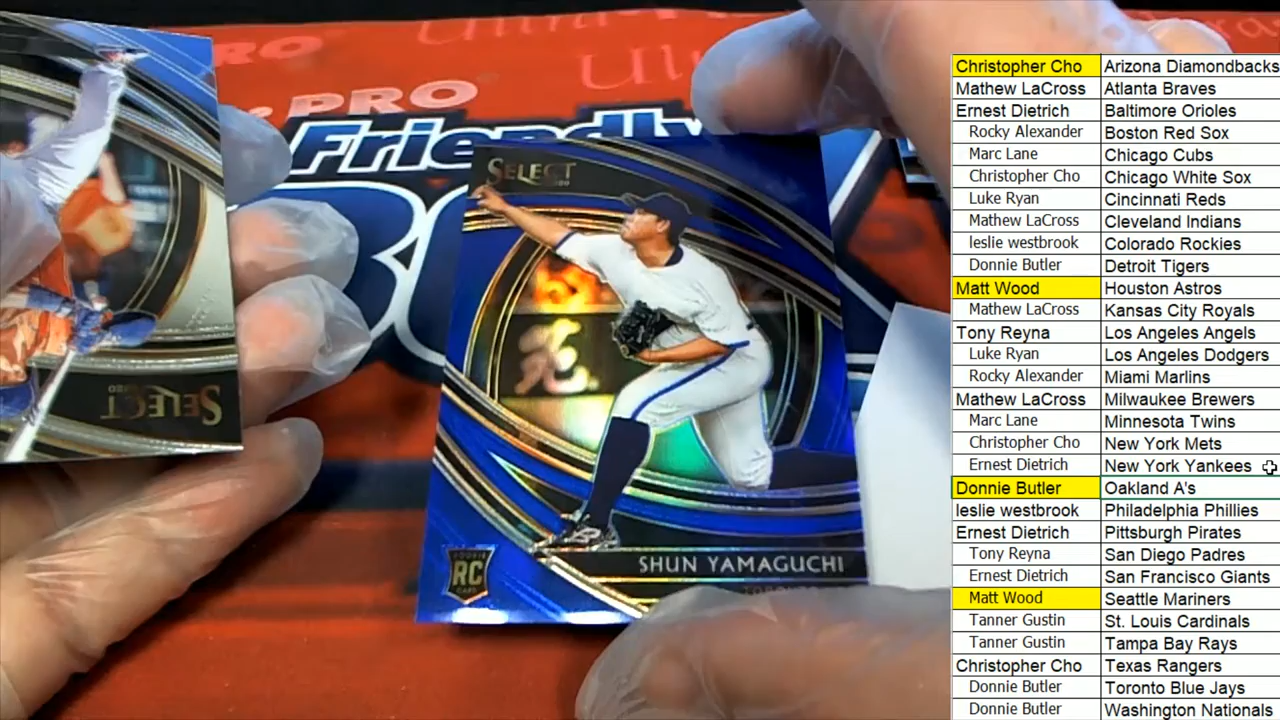 PRO
Ultra
Ul
PRO
Friendly
SELECT
SELECT
RC
SHUN YAMAGUCHI
Christopher Cho Arizona Diamondbacks
Mathew LaCross Atlanta Braves
Ernest Dietrich Baltimore Orioles
Rocky Alexander Boston Red Sox
Marc Lane Chicago Cubs
Christopher Cho Chicago White Sox
Luke Ryan Cincinnati Reds
Mathew LaCross Cleveland Indians
leslie westbrook Colorado Rockies
Donnie Butler Detroit Tigers
Matt Wood Houston Astros
Mathew LaCross Kansas City Royals
Tony Reyna Los Angeles Angels
Luke Ryan Los Angeles Dodgers
Rocky Alexander Miami Marlins
Mathew LaCross Milwaukee Brewers
Marc Lane Minnesota Twins
Christopher Cho New York Mets
Ernest Dietrich New York Yankees
Donnie Butler Oakland A's
leslie westbrook Philadelphia Phillies
Ernest Dietrich Pittsburgh Pirates
Tony Reyna San Diego Padres
Ernest Dietrich San Francisco Giants
Matt Wood Seattle Mariners
Tanner Gustin St. Louis Cardinals
Tanner Gustin Tampa Bay Rays
Christopher Cho Texas Rangers
Donnie Butler Toronto Blue Jays
Donnie Butler Washington Nationals